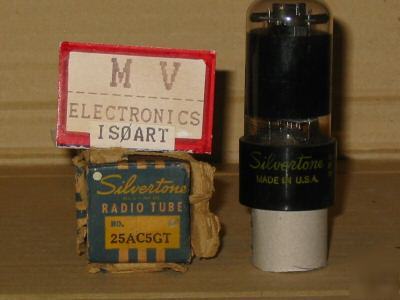 M V
ELECTRONICS
ISØART
Silvertone
RADIO TUBE
NO.
25AC5GT
Silvertone
MADE IN U.S.A.